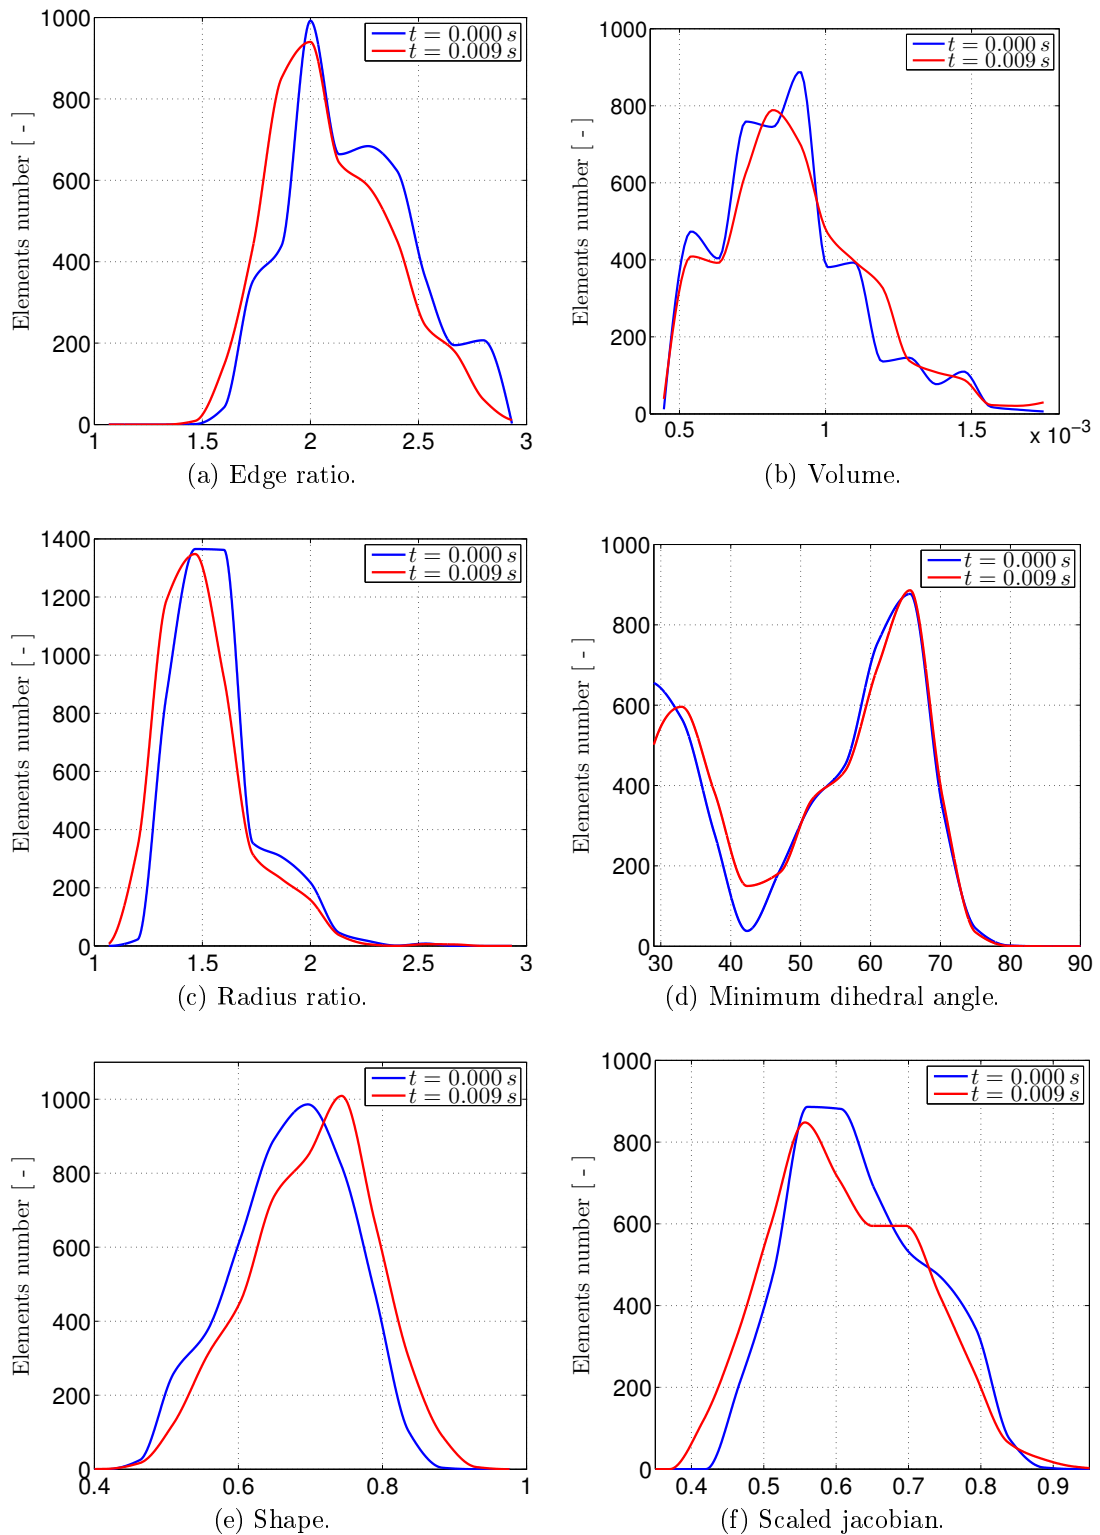 1000
800
600
400
200
0
Elements number [ - ]
t = 0.000 s
t = 0.009 s
1 1.5 2 2.5 3
(a) Edge ratio.
1000
800
600
400
200
0
Elements number [ - ]
t = 0.000 s
t = 0.009 s
0.5 1 1.5
x 10^-3
(b) Volume.
1400
1200
1000
800
600
400
200
0
Elements number [ - ]
t = 0.000 s
t = 0.009 s
1 1.5 2 2.5 3
(c) Radius ratio.
1000
800
600
400
200
0
Elements number [ - ]
t = 0.000 s
t = 0.009 s
30 40 50 60 70 80 90
(d) Minimum dihedral angle.
1000
800
600
400
200
0
Elements number [ - ]
t = 0.000 s
t = 0.009 s
0.4 0.6 0.8 1
(e) Shape.
1000
800
600
400
200
0
Elements number [ - ]
t = 0.000 s
t = 0.009 s
0.4 0.5 0.6 0.7 0.8 0.9
(f) Scaled jacobian.